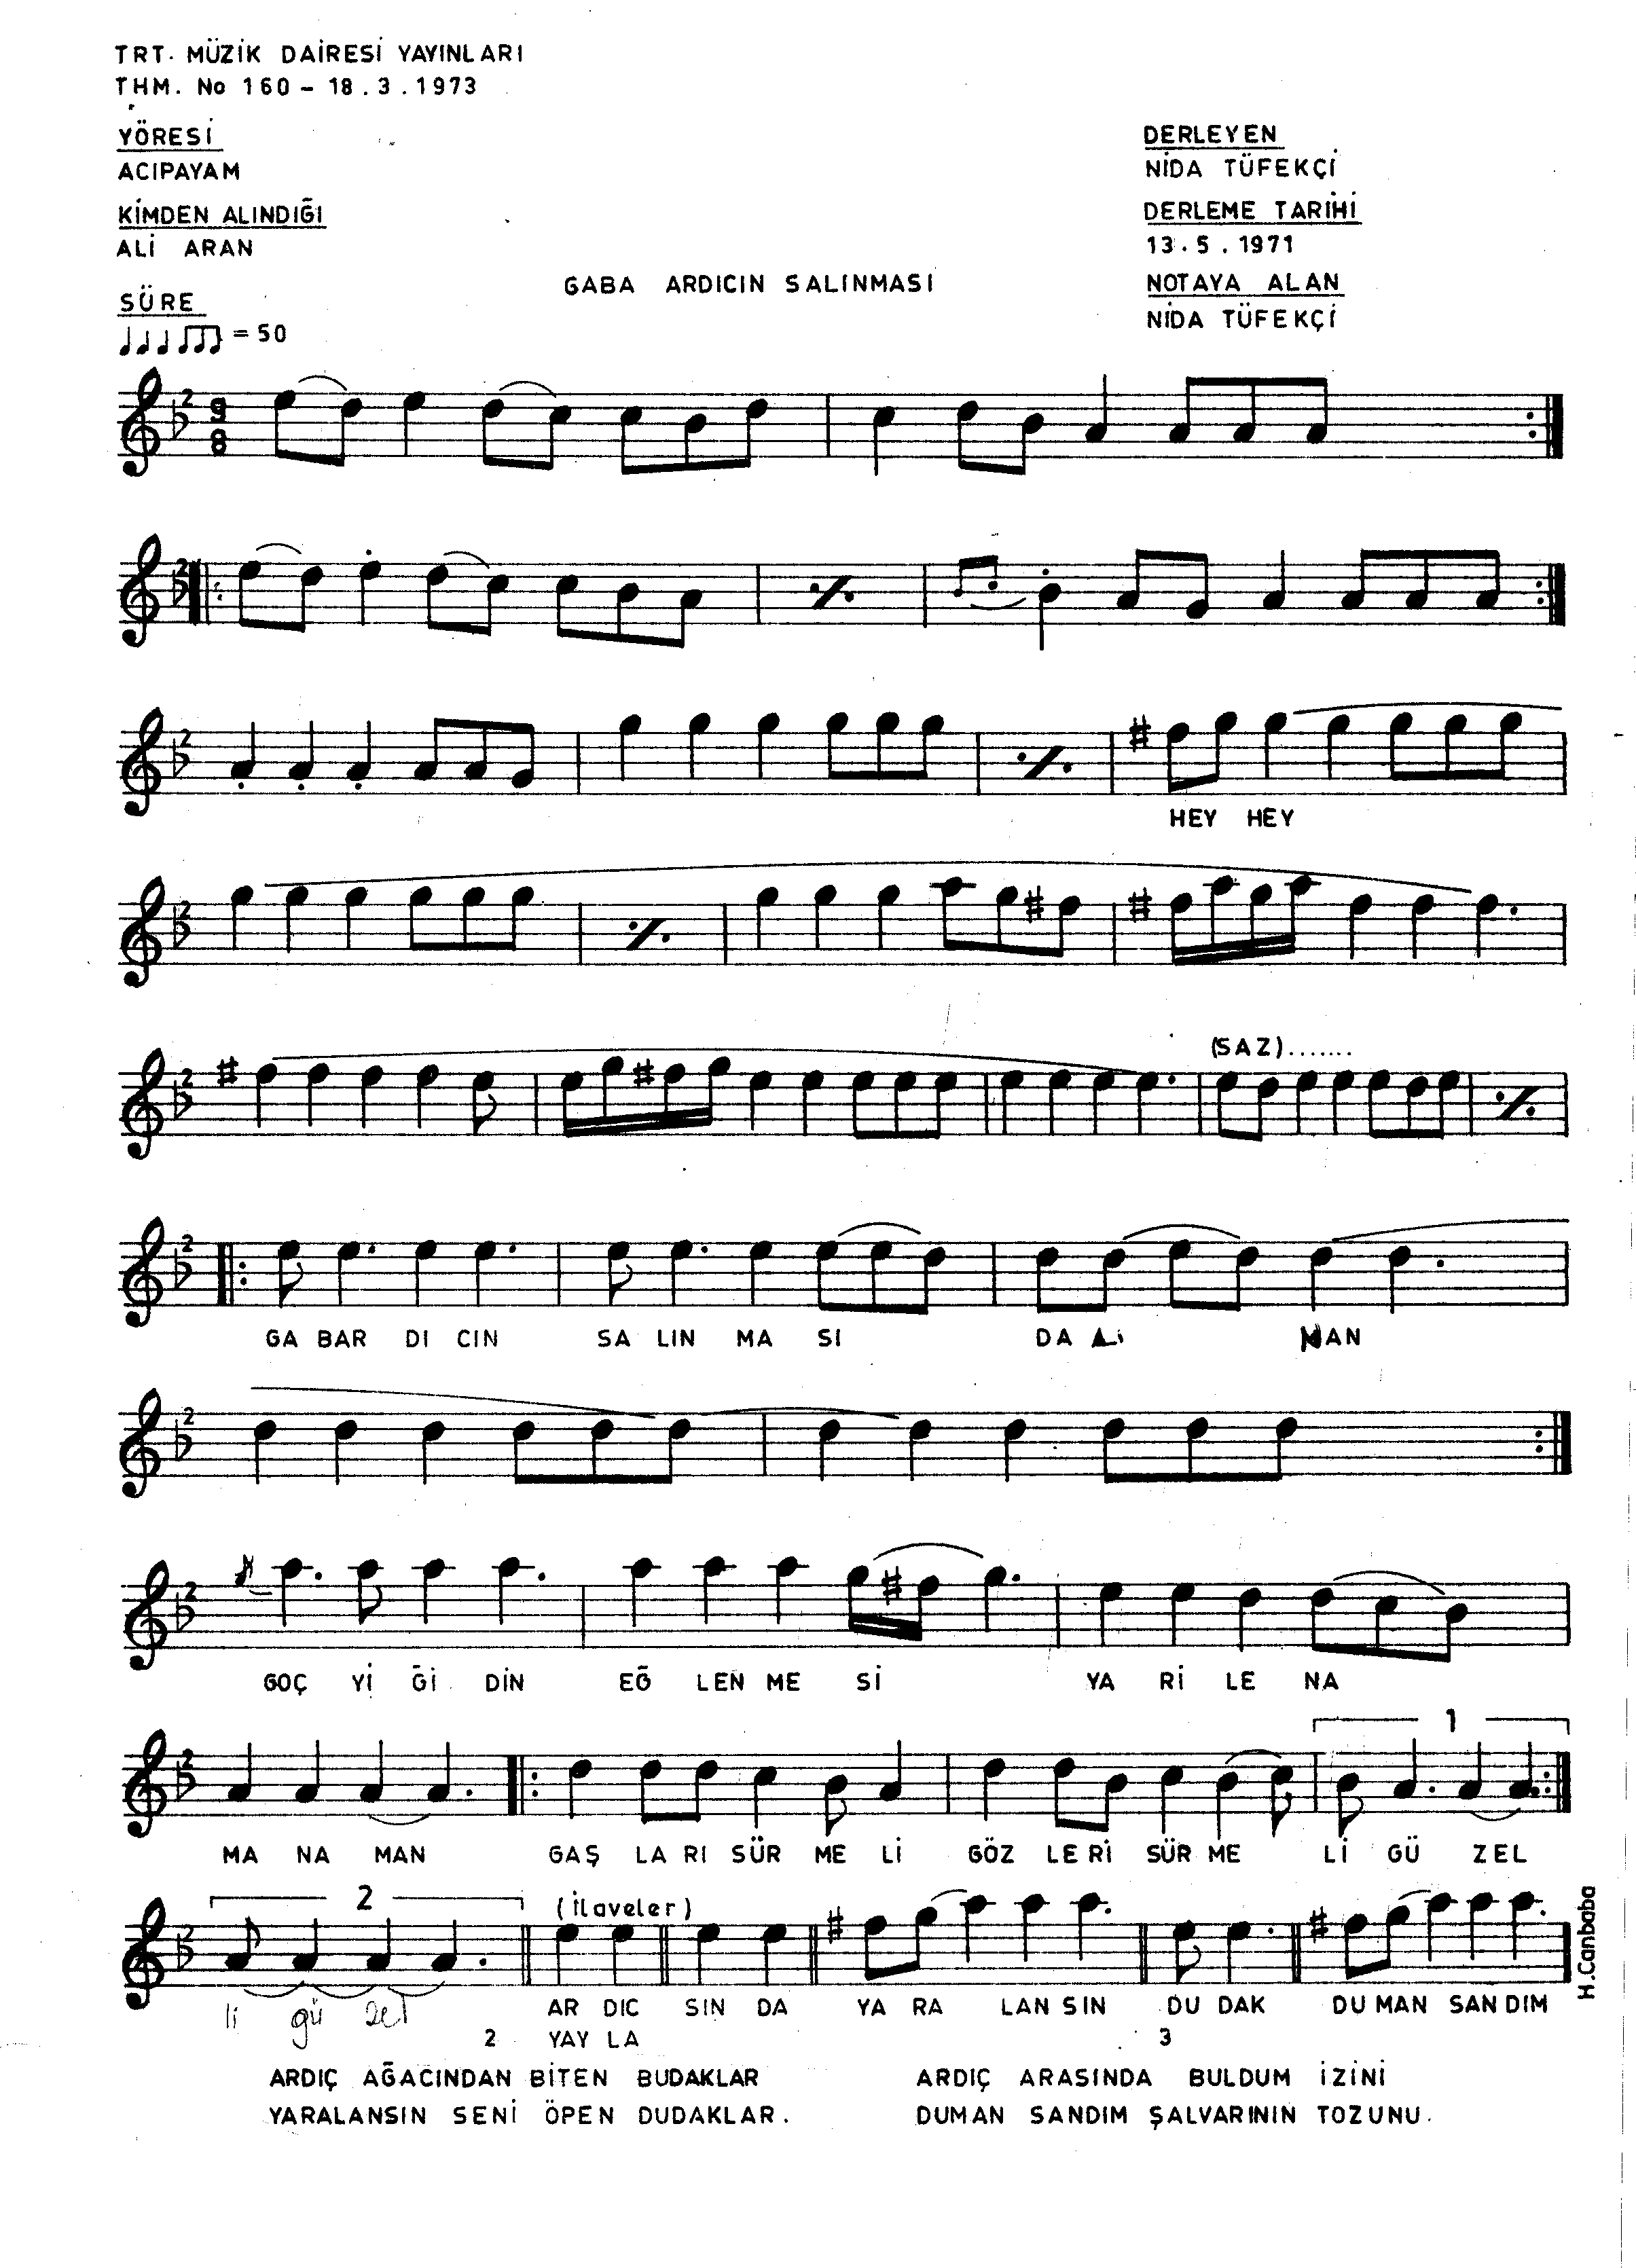 TRT. MÜZİK DAİRESİ YAYINLARI
THM. No 160 – 18.3.1973
YÖRESİ
ACIPAYAM
KİMDEN ALINDIĞI
ALİ ARAN
SÜRE
= 50
GABA ARDICIN SALINMASI
DERLEYEN
NİDA TÜFEKÇİ
DERLEME TARİHİ
13.5.1971
NOTAYA ALAN
NİDA TÜFEKÇİ
HEY HEY
(SAZ).......
GA BAR DI CIN SA LIN MA SI DA Lİ MAN
GOÇ Yİ Ğİ DİN EĞ LEN ME Sİ YA Rİ LE NA
1
MA NA MAN GAŞ LA RI SÜR ME Lİ GÖZ LE Rİ SÜR ME Lİ GÜ ZEL
2
(İlaveler)
li gü zel
AR DIC SIN DA YA RA LAN SIN DU DAK DU MAN SAN DIM
YAY LA
H.Canbaba
2
ARDIÇ AĞACINDAN BİTEN BUDAKLAR
YARALANSIN SENİ ÖPEN DUDAKLAR.
3
ARDIÇ ARASINDA BULDUM İZİNİ
DUMAN SANDIM ŞALVARININ TOZUNU.